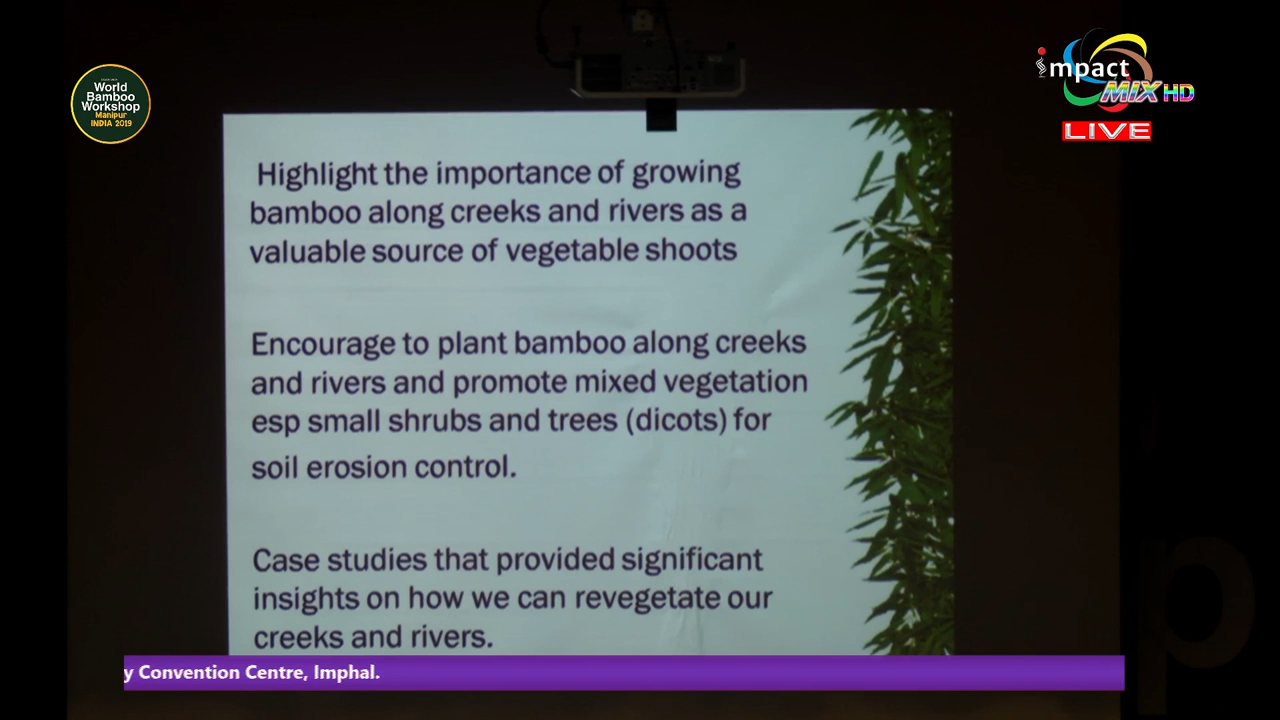 World
Bamboo
Workshop
Manipur
INDIA 2019
impact
MIX HD
LIVE
Highlight the importance of growing
bamboo along creeks and rivers as a
valuable source of vegetable shoots
Encourage to plant bamboo along creeks
and rivers and promote mixed vegetation
esp small shrubs and trees (dicots) for
soil erosion control.
Case studies that provided significant
insights on how we can revegetate our
creeks and rivers.
y Convention Centre, Imphal.
p